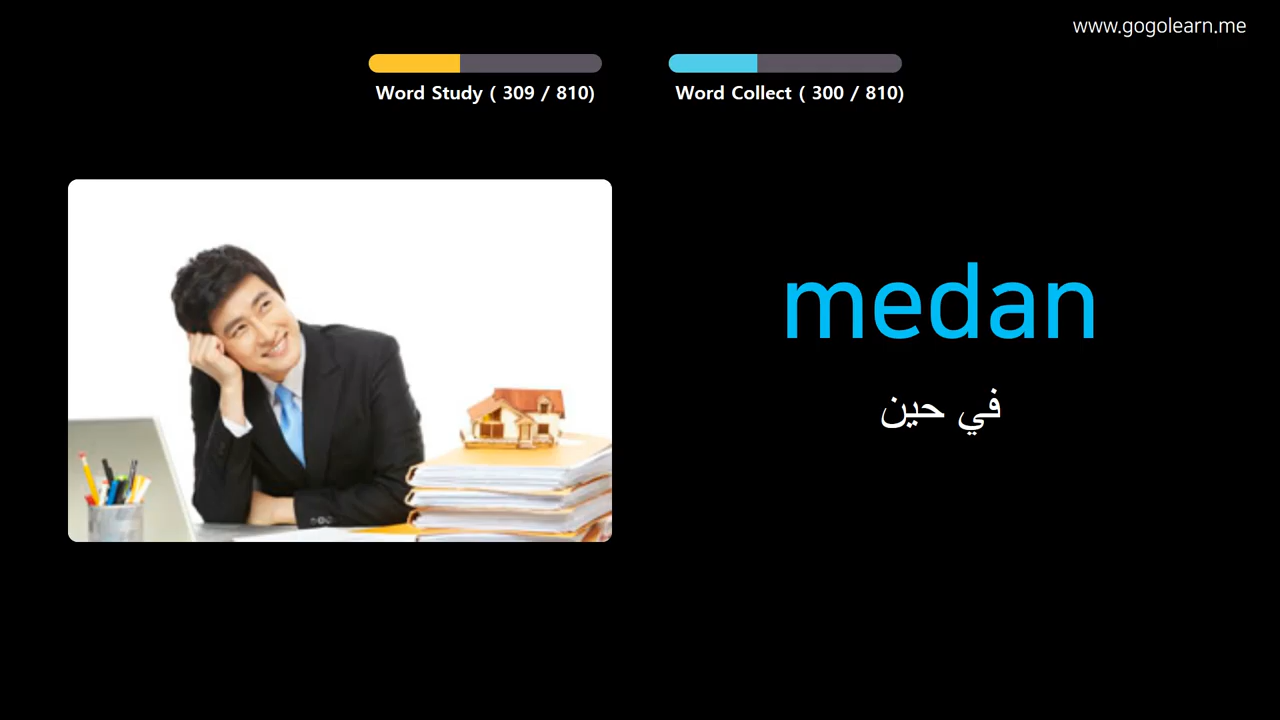 www.gogolearn.me
Word Study ( 309 / 810)
Word Collect ( 300 / 810)
medan
في حين